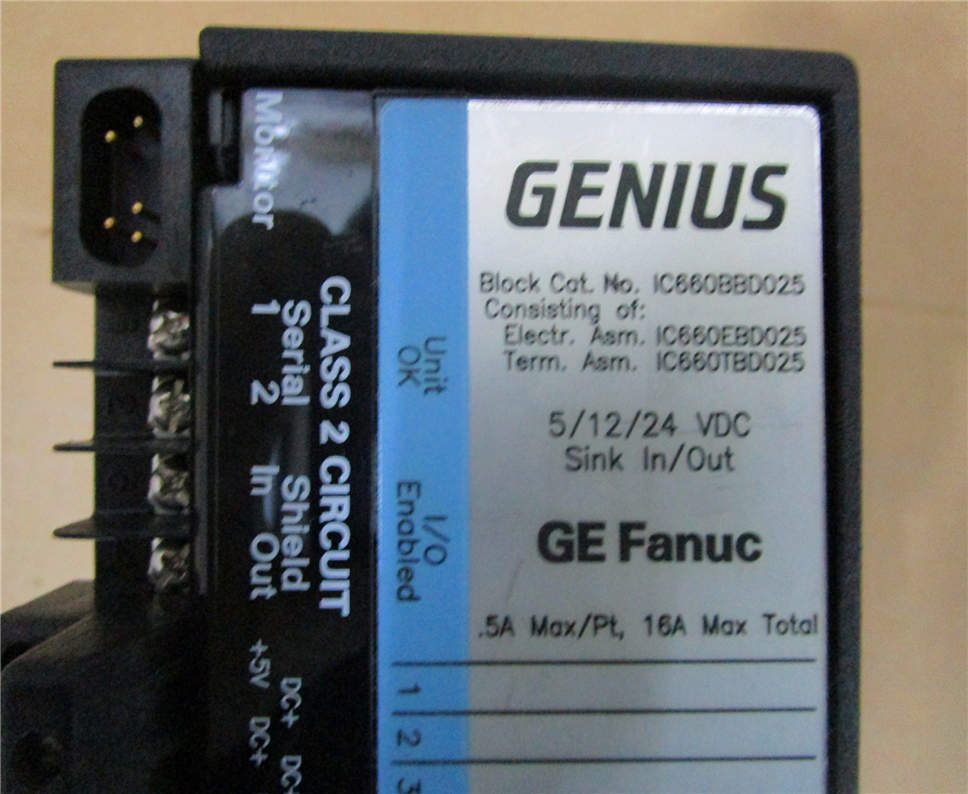 GENIUS
Block Cat. No. IC660BBD025
Consisting of:
Electr. Asm. IC660EBD025
Term. Asm. IC660TBD025
5/12/24 VDC
Sink In/Out
GE Fanuc
.5A Max/Pt, 16A Max Total
Unit
OK
I/O
Enabled
1
2
3
Monitor
CLASS 2 CIRCUIT
Serial Shield
1 2 In Out
DC+
+5V DC+